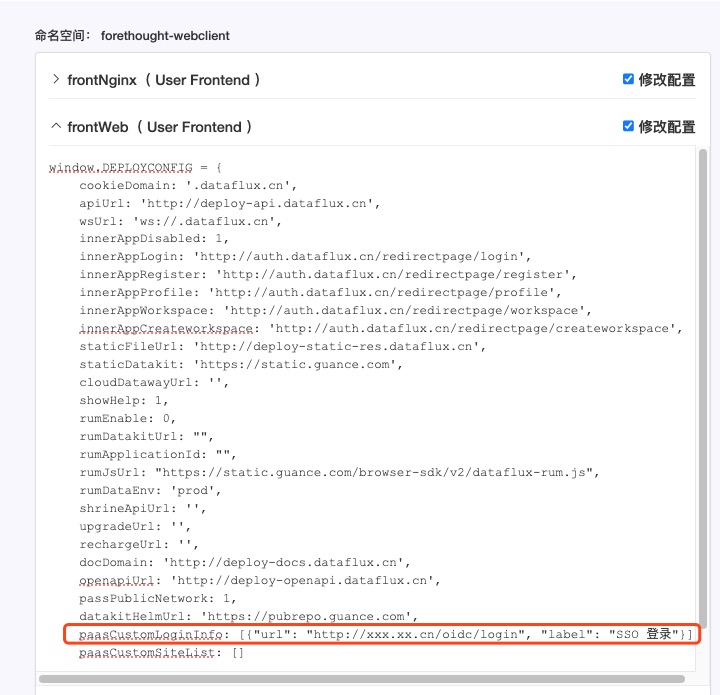 命名空间： forethought-webclient
frontNginx （ User Frontend ）
修改配置
frontWeb （ User Frontend ）
修改配置
window.DEPLOYCONFIG = {
    cookieDomain: '.dataflux.cn',
    apiUrl: 'http://deploy-api.dataflux.cn',
    wsUrl: 'ws://.dataflux.cn',
    innerAppDisabled: 1,
    innerAppLogin: 'http://auth.dataflux.cn/redirectpage/login',
    innerAppRegister: 'http://auth.dataflux.cn/redirectpage/register',
    innerAppProfile: 'http://auth.dataflux.cn/redirectpage/profile',
    innerAppWorkspace: 'http://auth.dataflux.cn/redirectpage/workspace',
    innerAppCreateworkspace: 'http://auth.dataflux.cn/redirectpage/createworkspace',
    staticFileUrl: 'http://deploy-static-res.dataflux.cn',
    staticDatakit: 'https://static.guance.com',
    cloudDatawayUrl: '',
    showHelp: 1,
    rumEnable: 0,
    rumDatakitUrl: "",
    rumApplicationId: "",
    rumJsUrl: "https://static.guance.com/browser-sdk/v2/dataflux-rum.js",
    rumDataEnv: 'prod',
    shrineApiUrl: '',
    upgradeUrl: '',
    rechargeUrl: '',
    docDomain: 'http://deploy-docs.dataflux.cn',
    openapiUrl: 'http://deploy-openapi.dataflux.cn',
    passPublicNetwork: 1,
    datakitHelmUrl: 'https://pubrepo.guance.com',
    paasCustomLoginInfo: [{"url": "http://xxx.xx.cn/oidc/login", "label": "SSO 登录"}]
    paasCustomSiteList: []